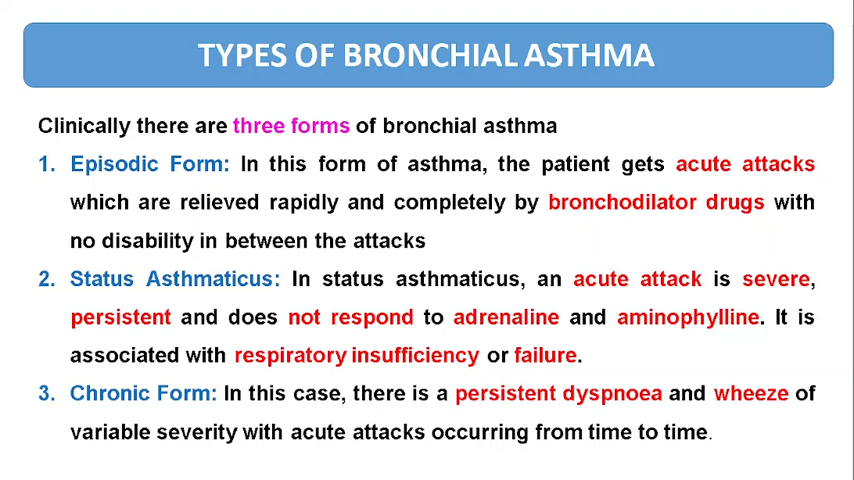 TYPES OF BRONCHIAL ASTHMA
Clinically there are three forms of bronchial asthma
1. Episodic Form: In this form of asthma, the patient gets acute attacks
which are relieved rapidly and completely by bronchodilator drugs with
no disability in between the attacks
2. Status Asthmaticus: In status asthmaticus, an acute attack is severe,
persistent and does not respond to adrenaline and aminophylline. It is
associated with respiratory insufficiency or failure.
3. Chronic Form: In this case, there is a persistent dyspnoea and wheeze of
variable severity with acute attacks occurring from time to time.